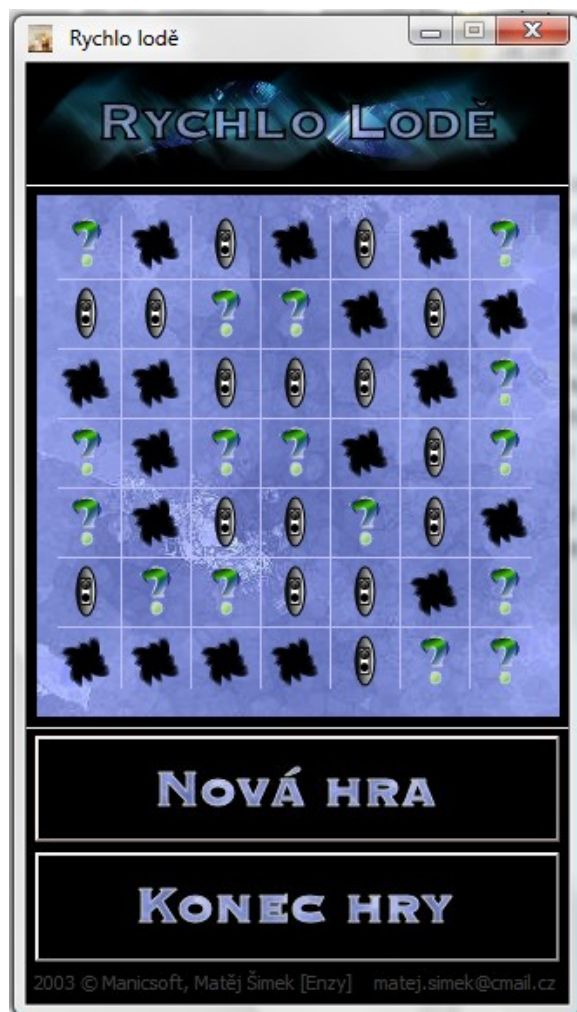 Rychlo lodě
RYCHLO LODĚ
NOVÁ HRA
KONEC HRY
2003 © Manicsoft, Matěj Šimek [Enzy] matej.simek@cmail.cz